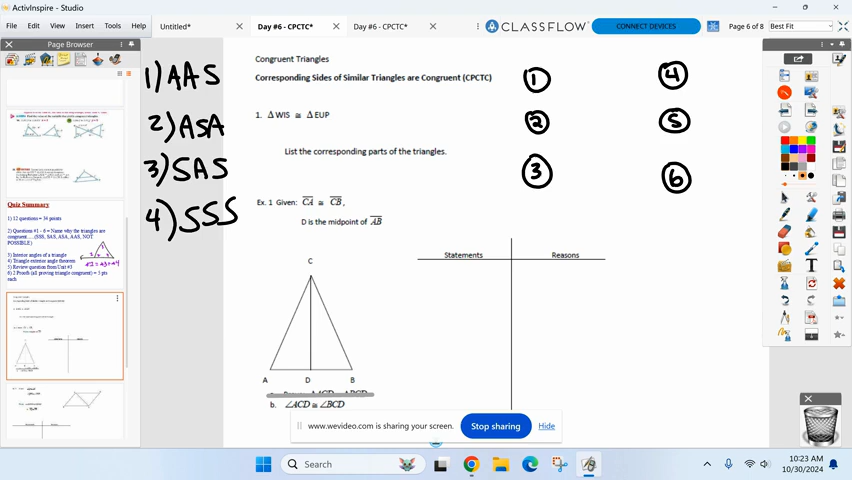 ActivInspire - Studio
File Edit View Insert Tools Help
Untitled*
Day #6 - CPCTC*
Day #6 - CPCTC*
CLASSFLOW
CONNECT DEVICES
Page 6 of 8
Best Fit
Page Browser
Quiz Summary
1) 12 questions = 34 points
2) Questions #1 - 6 = Name why the triangles are congruent......(SSS, SAS, ASA, AAS, NOT POSSIBLE)
3) Interior angles of a triangle
4) Triangle exterior angle theorem
5) Review question from Unit #3
6) 2 Proofs (all proving triangle congruent) = 5 pts each
1) AAS
2) ASA
3) SAS
4) SSS
Congruent Triangles
Corresponding Sides of Similar Triangles are Congruent (CPCTC)
1. Δ WIS ≅ Δ EUP
List the corresponding parts of the triangles.
1
2
3
4
5
6
Ex. 1 Given: CA ≅ CB,
D is the midpoint of AB
Statements
Reasons
C
A D B
b. ∠ACD ≅ ∠BCD
www.wevideo.com is sharing your screen.
Stop sharing
Hide
Search
10:23 AM
10/30/2024